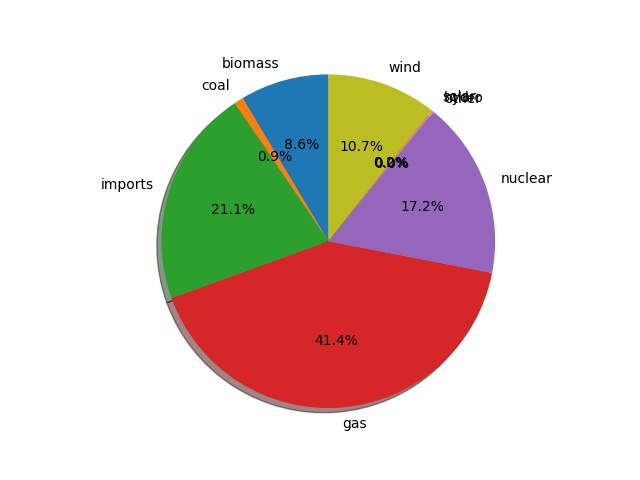 biomass
8.6%
coal
0.9%
imports
21.1%
gas
41.4%
nuclear
17.2%
wind
10.7%